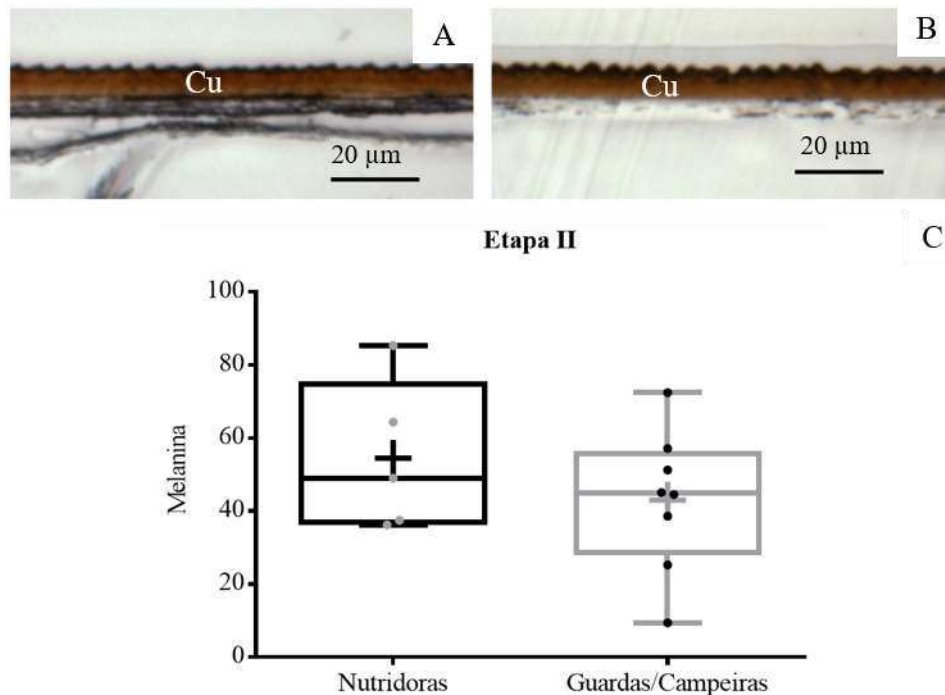 A
B
Cu
Cu
20 µm
20 µm
Etapa II
C
100
80
60
40
20
0
Melanina
Nutridoras
Guardas/Campeiras